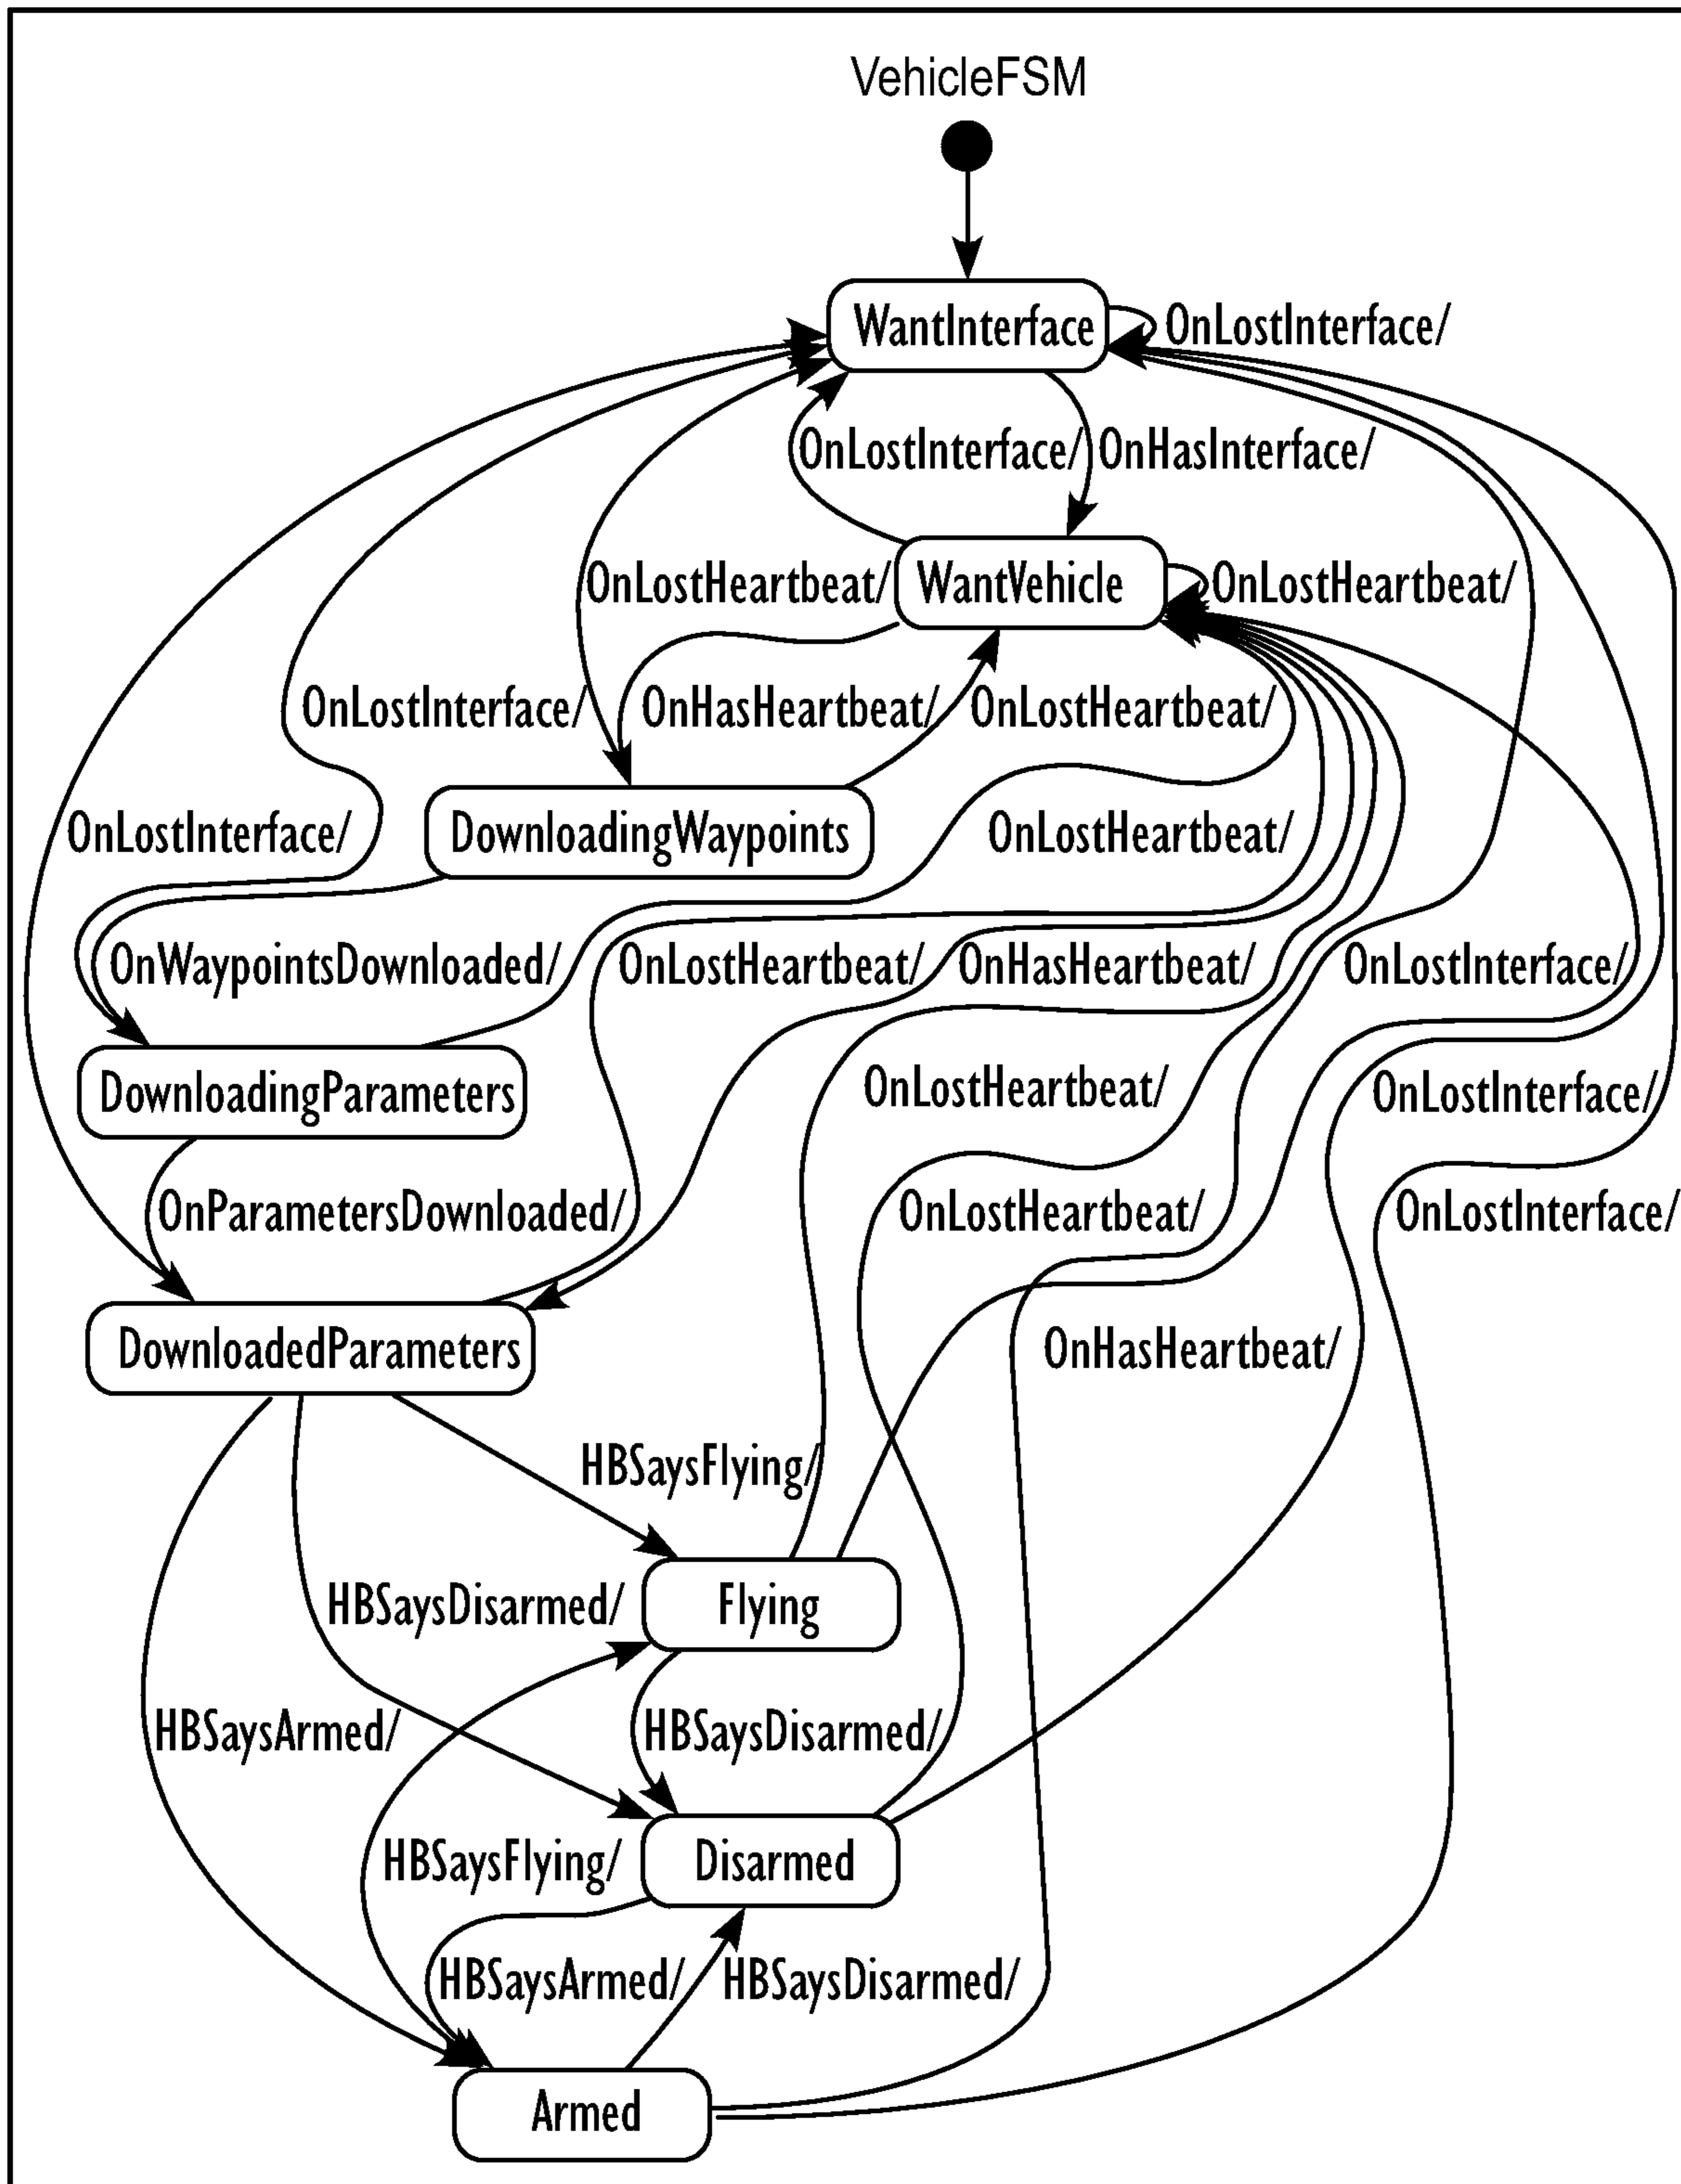 VehicleFSM
WantInterface
OnLostInterface/
OnLostInterface/
OnHasInterface/
OnLostHeartbeat/
WantVehicle
OnLostHeartbeat/
OnLostInterface/
OnHasHeartbeat/
OnLostHeartbeat/
OnLostInterface/
DownloadingWaypoints
OnLostHeartbeat/
OnWaypointsDownloaded/
OnLostHeartbeat/
OnHasHeartbeat/
OnLostInterface/
DownloadingParameters
OnLostHeartbeat/
OnLostInterface/
OnParametersDownloaded/
OnLostHeartbeat/
OnLostInterface/
DownloadedParameters
OnHasHeartbeat/
HBSaysFlying/
HBSaysDisarmed/
Flying
HBSaysArmed/
HBSaysDisarmed/
HBSaysFlying/
Disarmed
HBSaysArmed/
HBSaysDisarmed/
Armed